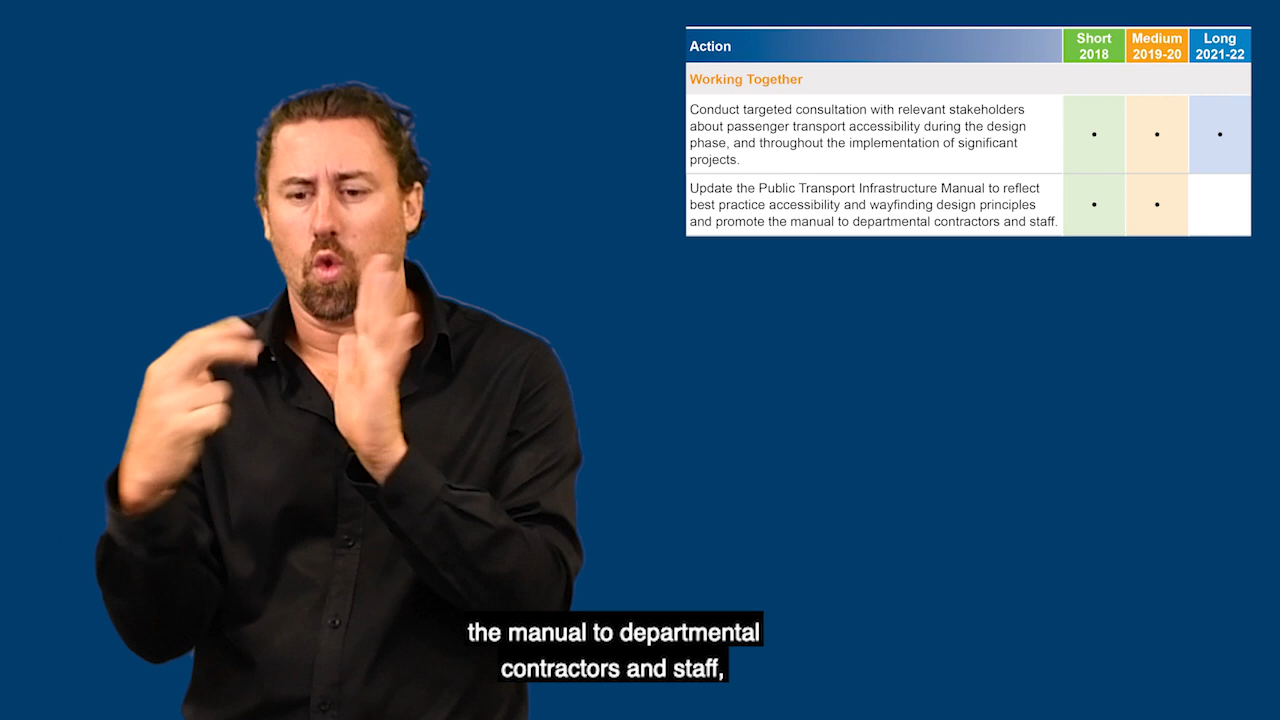 Action
Short 2018
Medium 2019-20
Long 2021-22
Working Together
Conduct targeted consultation with relevant stakeholders
about passenger transport accessibility during the design
phase, and throughout the implementation of significant
projects.
• • •
Update the Public Transport Infrastructure Manual to reflect
best practice accessibility and wayfinding design principles
and promote the manual to departmental contractors and staff.
• •
the manual to departmental
contractors and staff,